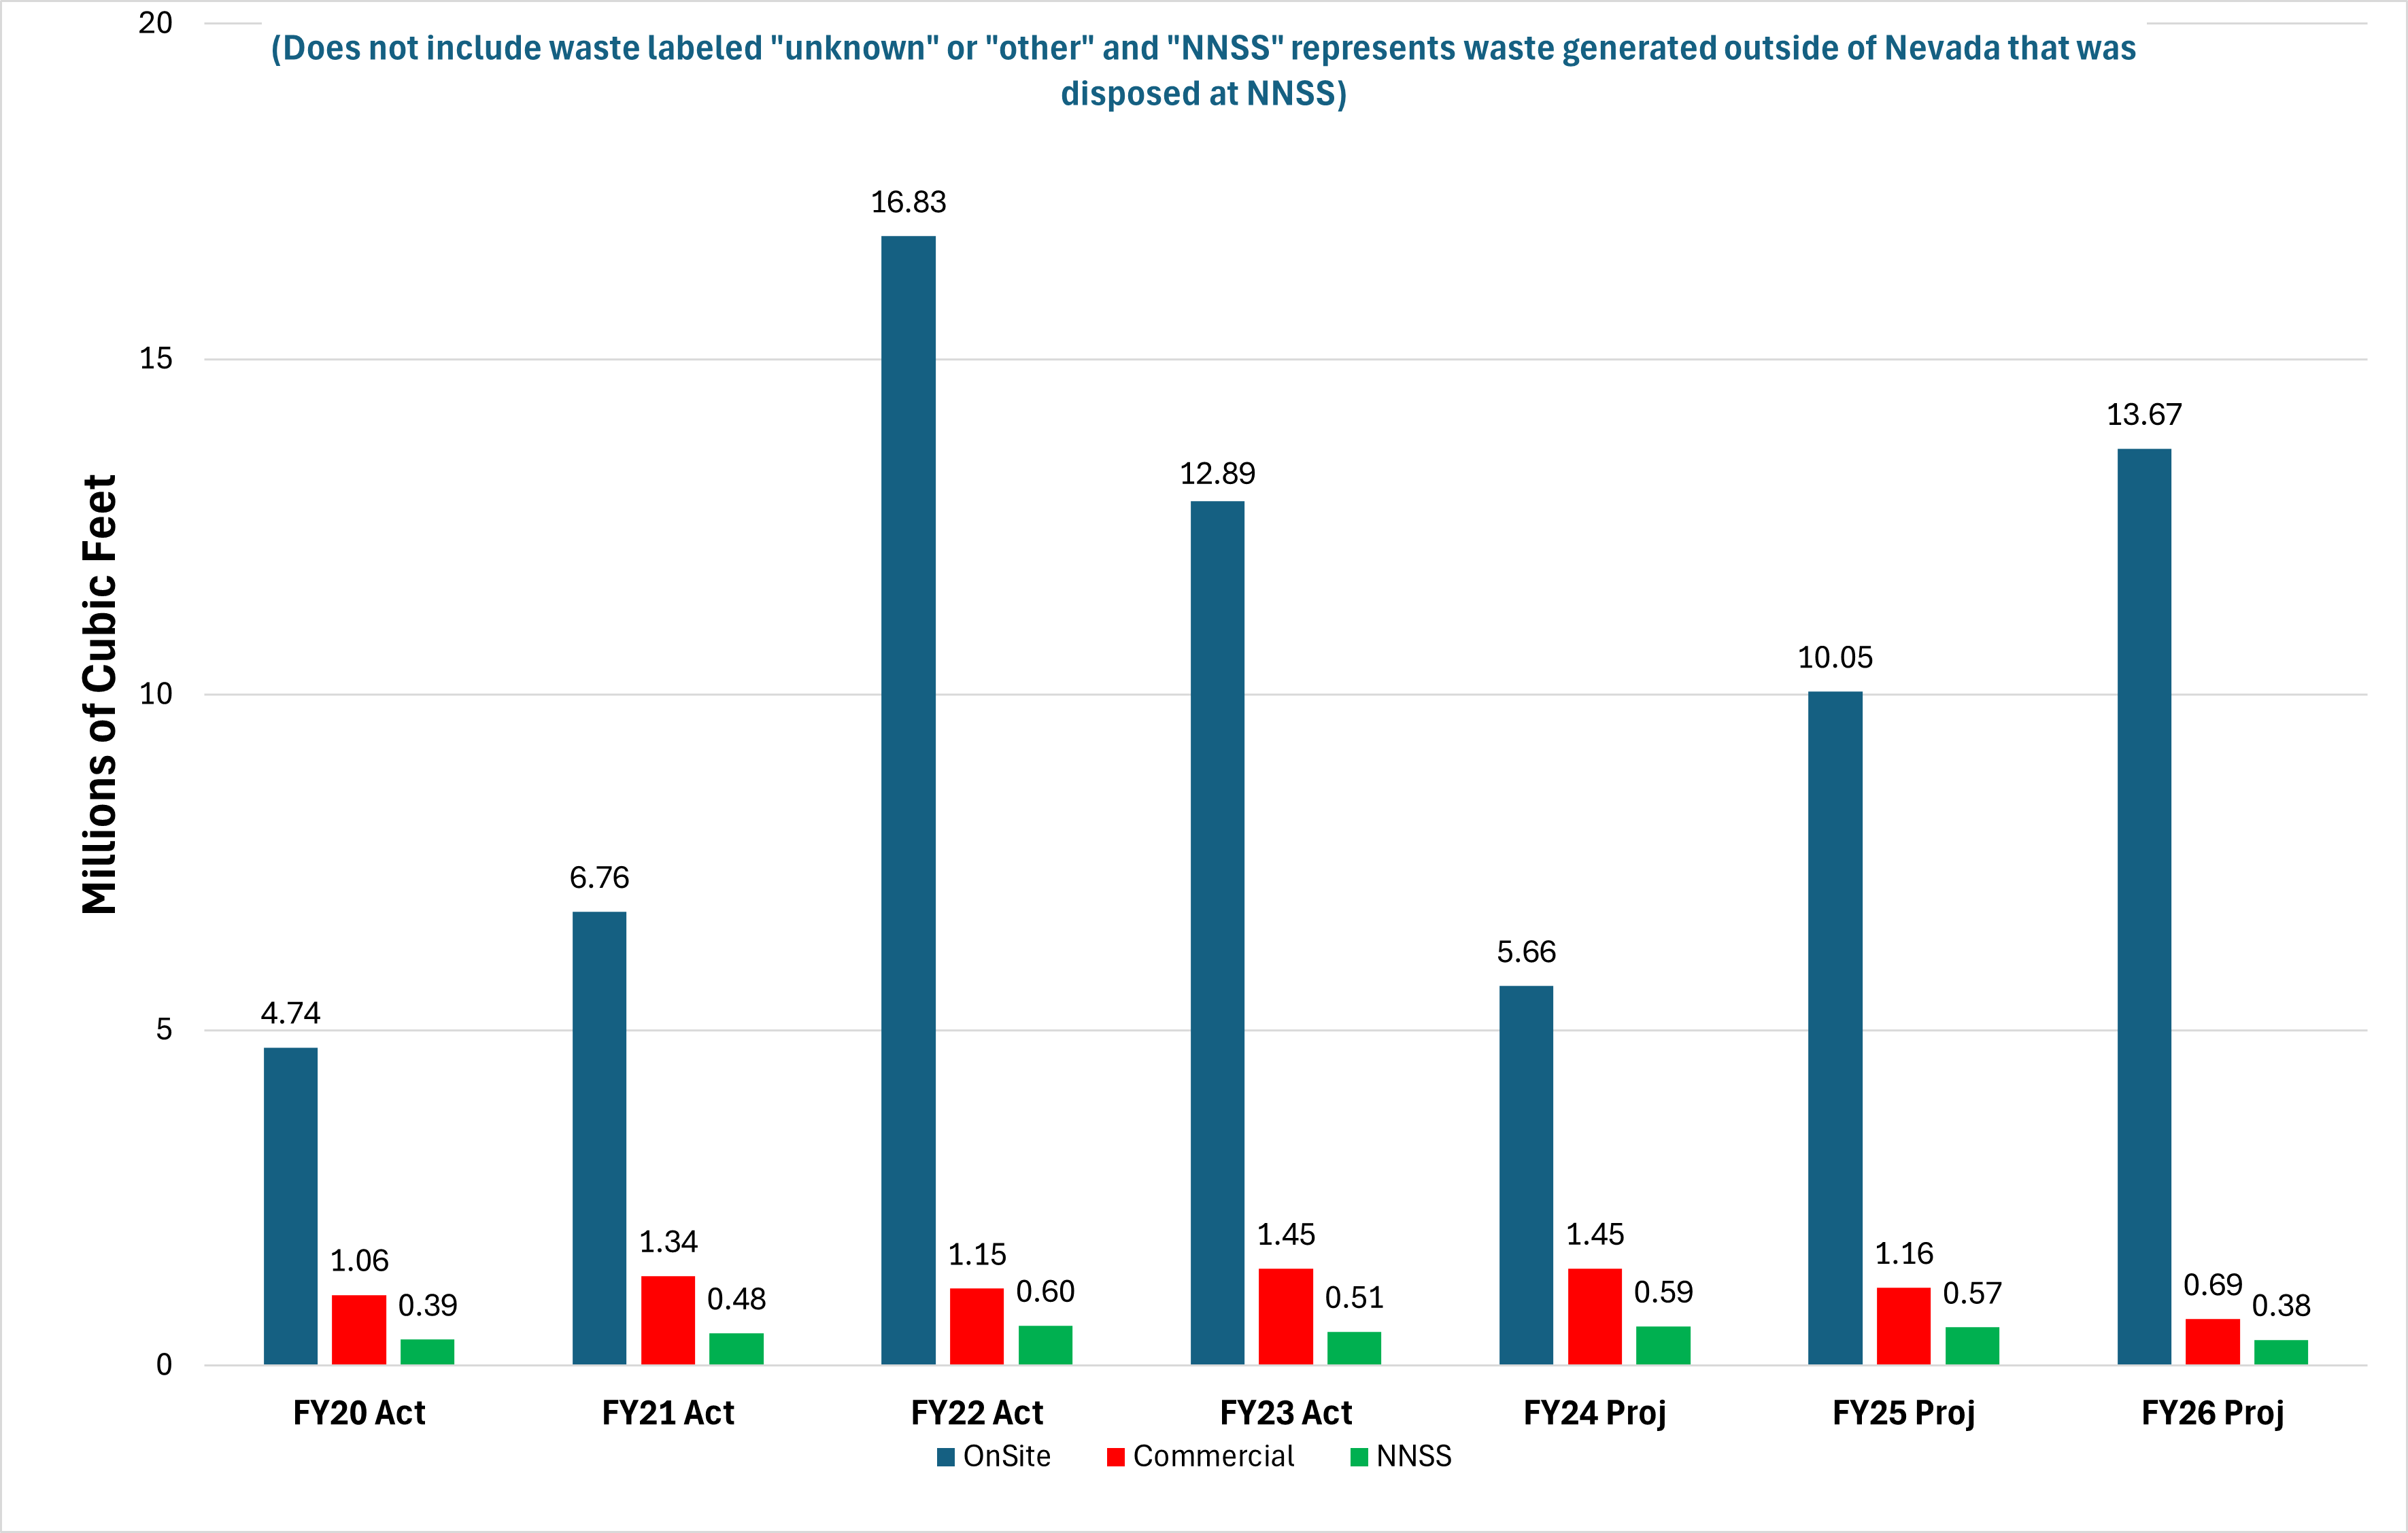 (Does not include waste labeled "unknown" or "other" and "NNSS" represents waste generated outside of Nevada that was
disposed at NNSS)
Millions of Cubic Feet
20
15
10
5
0
4.74
1.06
0.39
6.76
1.34
0.48
16.83
1.15
0.60
12.89
1.45
0.51
5.66
1.45
0.59
10.05
1.16
0.57
13.67
0.69
0.38
FY20 Act
FY21 Act
FY22 Act
FY23 Act
FY24 Proj
FY25 Proj
FY26 Proj
OnSite
Commercial
NNSS